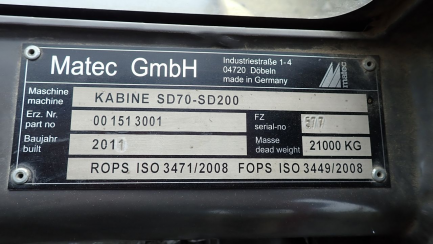 Matec GmbH
Industriestraße 1-4
04720 Döbeln
made in Germany
matec
Maschine
machine
KABINE SD70-SD200
Erz. Nr.
part no
00 151 3001
FZ
serial-no
577
Baujahr
built
2011
Masse
dead weight
21000 KG
ROPS ISO 3471/2008 FOPS ISO 3449/2008